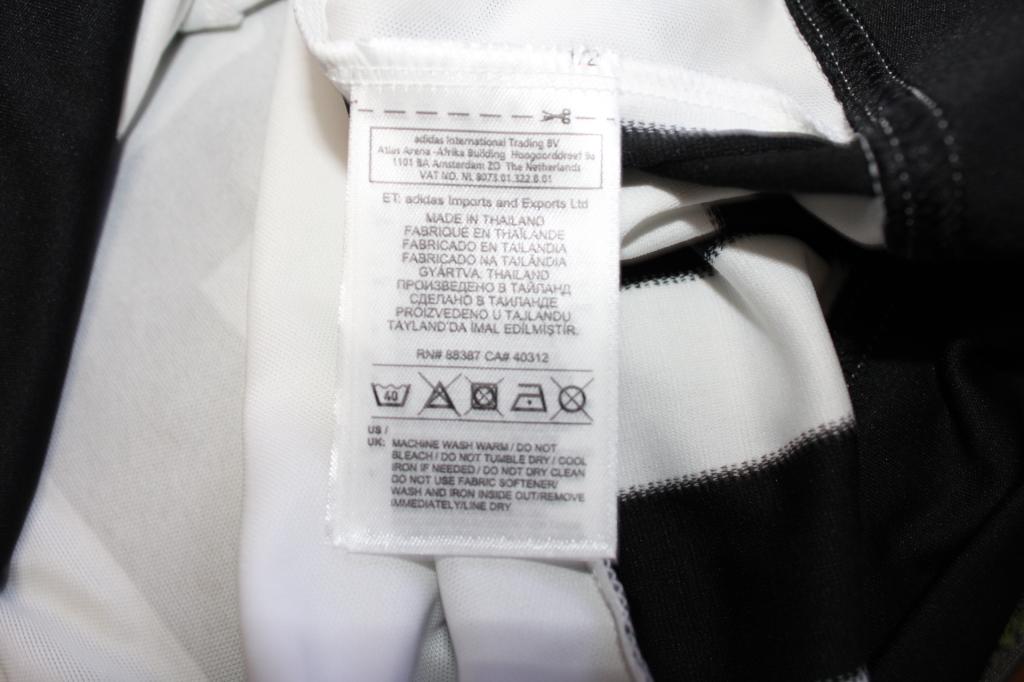 1/2
adidas International Trading BV
Atlas Arena -Afrika Building Hoogoorddreef 9a
1101 BA Amsterdam ZO The Netherlands
VAT NO. NL 8073.01.322.B.01
ET: adidas Imports and Exports Ltd
MADE IN THAILAND
FABRIQUÉ EN THAÏLANDE
FABRICADO EN TAILANDIA
FABRICADO NA TAILÂNDIA
GYÁRTVA: THAILAND
ПРОИЗВЕДЕНО В ТАЙЛАНД
СДЕЛАНО В ТАИЛАНДЕ
PROIZVEDENO U TAJLANDU
TAYLAND'DA İMAL EDİLMİŞTİR.
RN# 88387 CA# 40312
40
US /
UK: MACHINE WASH WARM / DO NOT
BLEACH / DO NOT TUMBLE DRY / COOL
IRON IF NEEDED / DO NOT DRY CLEAN
DO NOT USE FABRIC SOFTENER/
WASH AND IRON INSIDE OUT/REMOVE
IMMEDIATELY/LINE DRY